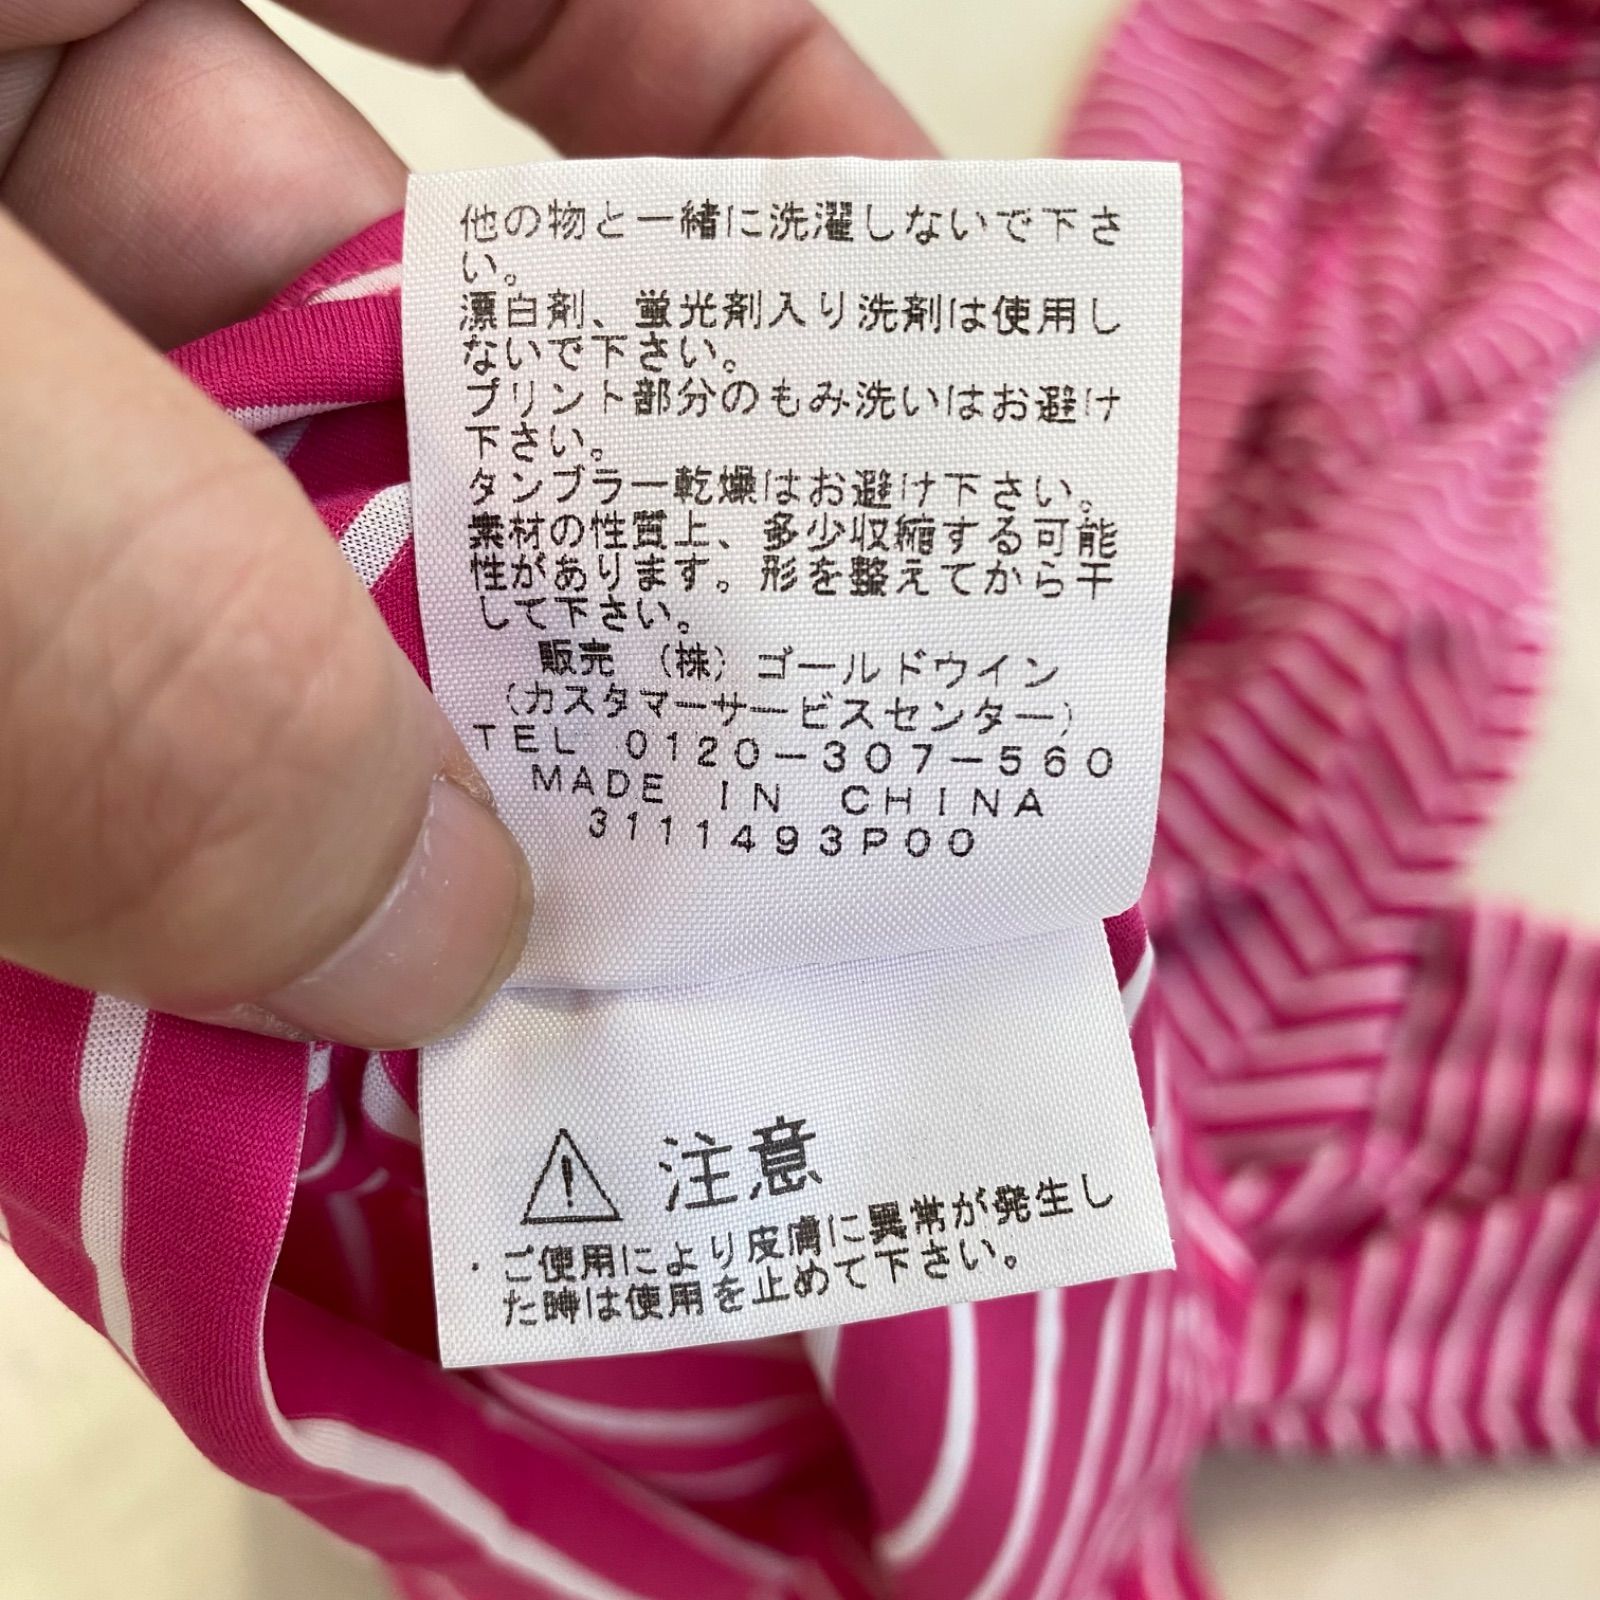 他の物と一緒に洗濯しないで下さ
い。
漂白剤、蛍光剤入り洗剤は使用し
ないで下さい。
プリント部分のもみ洗いはお避け
下さい。
タンブラー乾燥はお避け下さい。
素材の性質上、多少収縮する可能
性があります。形を整えてから干
して下さい。
販売 (株)ゴールドウイン
(カスタマーサービスセンター)
TEL 0120-307-560
MADE IN CHINA
3111493P00
注意
・ご使用により皮膚に異常が発生し
た時は使用を止めて下さい。